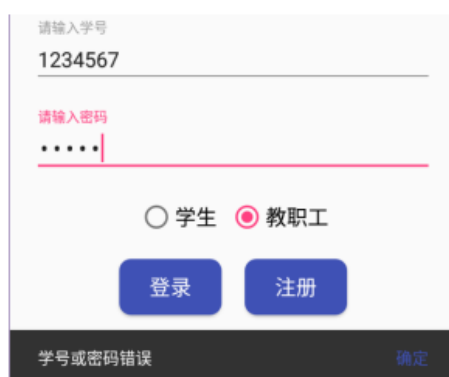 请输入学号
1234567
请输入密码
•••••
学生 教职工
登录 注册
学号或密码错误 确定